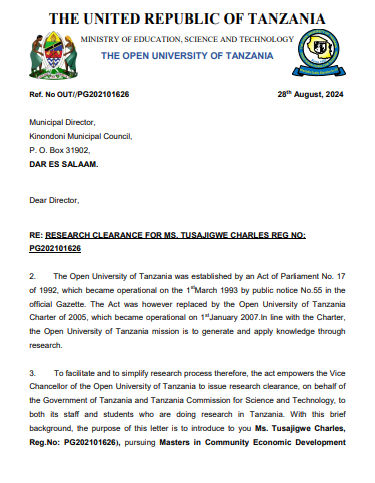 THE UNITED REPUBLIC OF TANZANIA
MINISTRY OF EDUCATION, SCIENCE AND TECHNOLOGY
THE OPEN UNIVERSITY OF TANZANIA
Ref. No OUT//PG202101626 28th August, 2024
Municipal Director,
Kinondoni Municipal Council,
P. O. Box 31902,
DAR ES SALAAM.
Dear Director,
RE: RESEARCH CLEARANCE FOR MS. TUSAJIGWE CHARLES REG NO:
PG202101626
2. The Open University of Tanzania was established by an Act of Parliament No. 17
of 1992, which became operational on the 1stMarch 1993 by public notice No.55 in the
official Gazette. The Act was however replaced by the Open University of Tanzania
Charter of 2005, which became operational on 1stJanuary 2007.In line with the Charter,
the Open University of Tanzania mission is to generate and apply knowledge through
research.
3. To facilitate and to simplify research process therefore, the act empowers the Vice
Chancellor of the Open University of Tanzania to issue research clearance, on behalf of
the Government of Tanzania and Tanzania Commission for Science and Technology, to
both its staff and students who are doing research in Tanzania. With this brief
background, the purpose of this letter is to introduce to you Ms. Tusajigwe Charles,
Reg.No: PG202101626), pursuing Masters in Community Economic Development